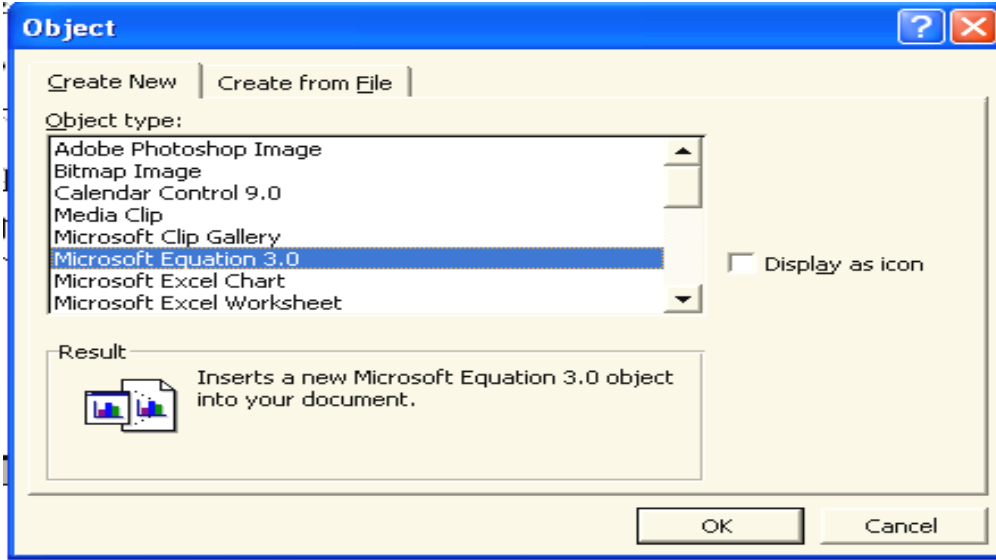 Object
Create New
Create from File
Object type:
Adobe Photoshop Image
Bitmap Image
Calendar Control 9.0
Media Clip
Microsoft Clip Gallery
Microsoft Equation 3.0
Microsoft Excel Chart
Microsoft Excel Worksheet
Display as icon
Result
Inserts a new Microsoft Equation 3.0 object
into your document.
OK
Cancel